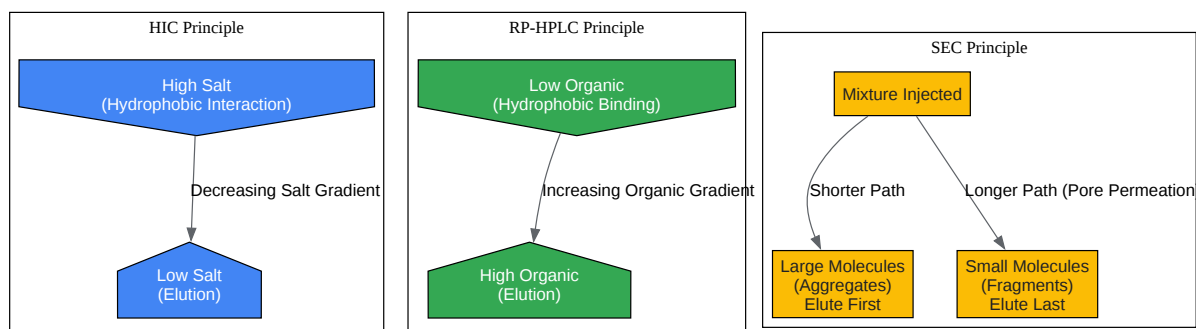 HIC Principle
High Salt
(Hydrophobic Interaction)
Decreasing Salt Gradient
Low Salt
(Elution)
RP-HPLC Principle
Low Organic
(Hydrophobic Binding)
Increasing Organic Gradient
High Organic
(Elution)
SEC Principle
Mixture Injected
Shorter Path
Longer Path (Pore Permeation)
Large Molecules
(Aggregates)
Elute First
Small Molecules
(Fragments)
Elute Last